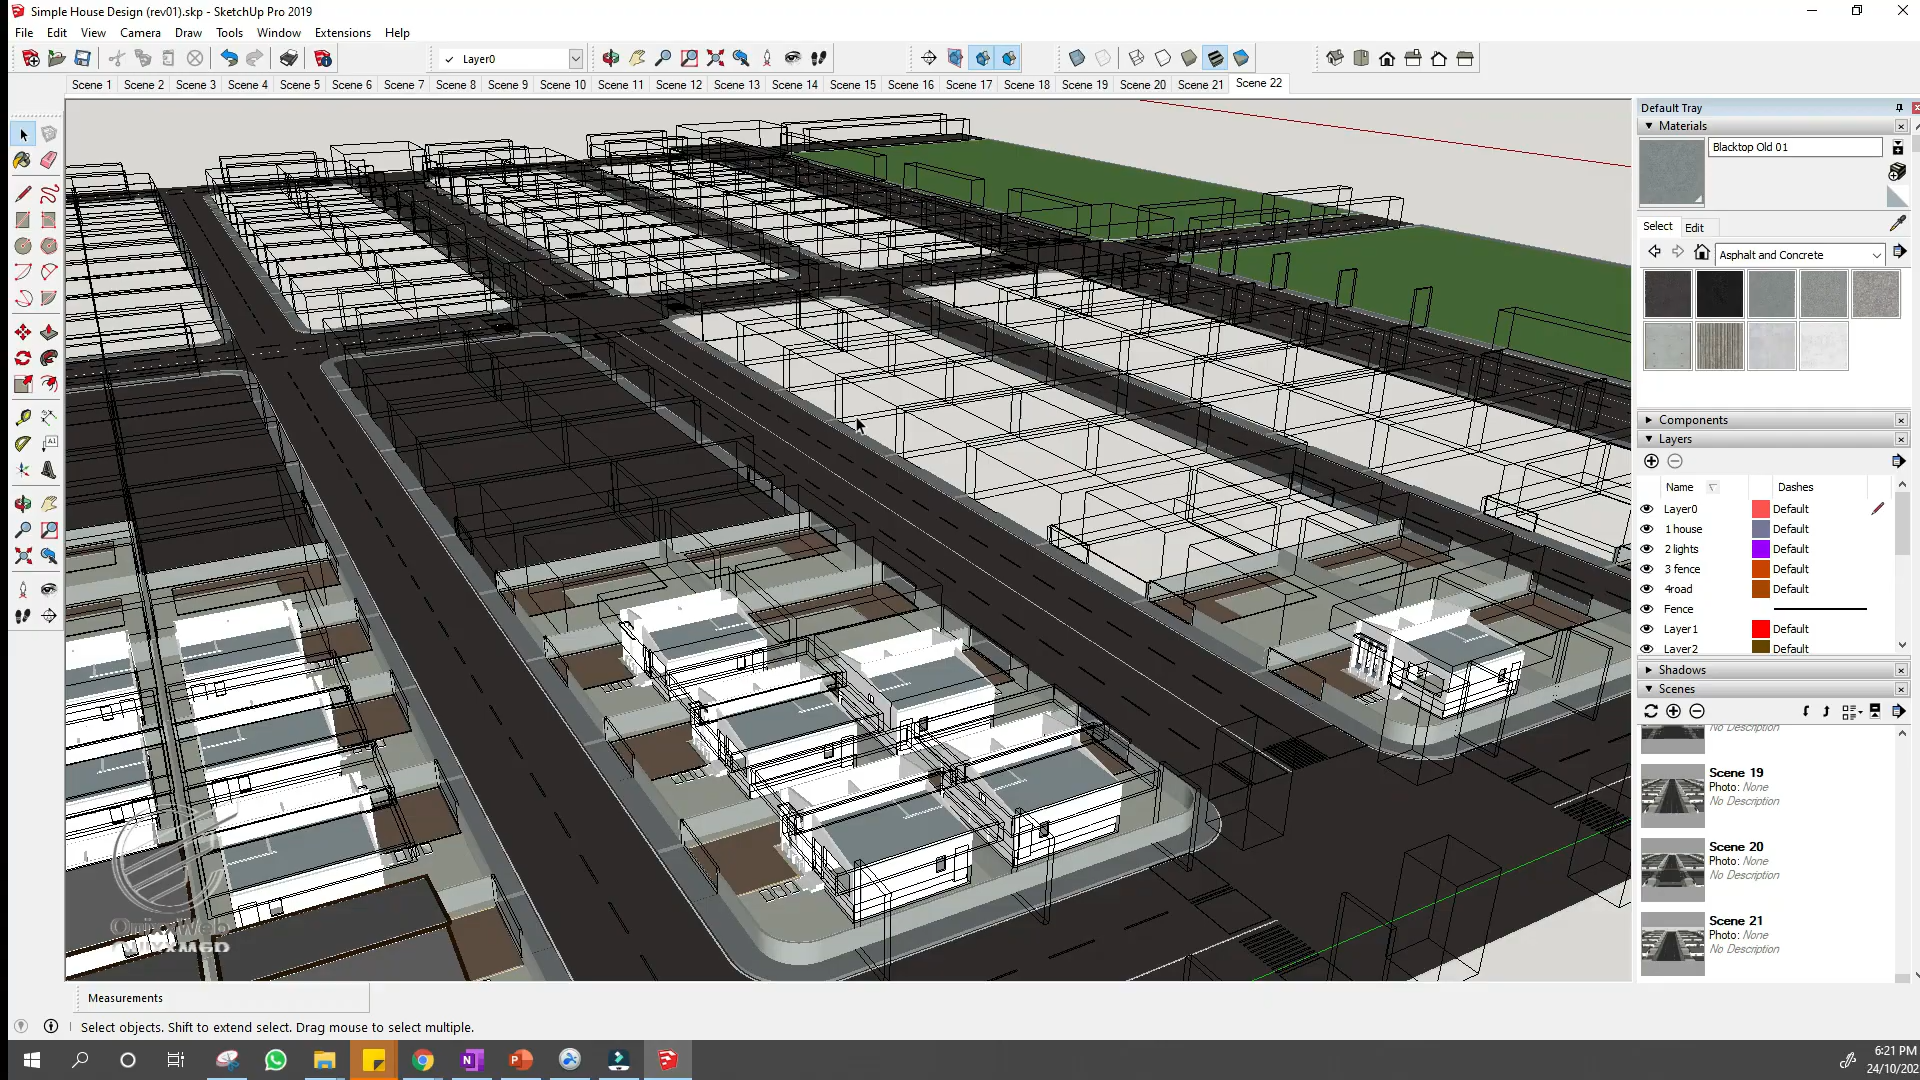 Simple House Design (rev01).skp - SketchUp Pro 2019
File Edit View Camera Draw Tools Window Extensions Help
Layer0
Scene 1 Scene 2 Scene 3 Scene 4 Scene 5 Scene 6 Scene 7 Scene 8 Scene 9 Scene 10 Scene 11 Scene 12 Scene 13 Scene 14 Scene 15 Scene 16 Scene 17 Scene 18 Scene 19 Scene 20 Scene 21 Scene 22
Default Tray
Materials
Blacktop Old 01
Select Edit
Asphalt and Concrete
Components
Layers
Name Dashes
Layer0 Default
1 house Default
2 lights Default
3 fence Default
4road Default
Fence
Layer1 Default
Layer2 Default
Shadows
Scenes
No Description
Scene 19
Photo: None
No Description
Scene 20
Photo: None
No Description
Scene 21
Photo: None
No Description
Measurements
Select objects. Shift to extend select. Drag mouse to select multiple.
6:21 PM
24/10/202